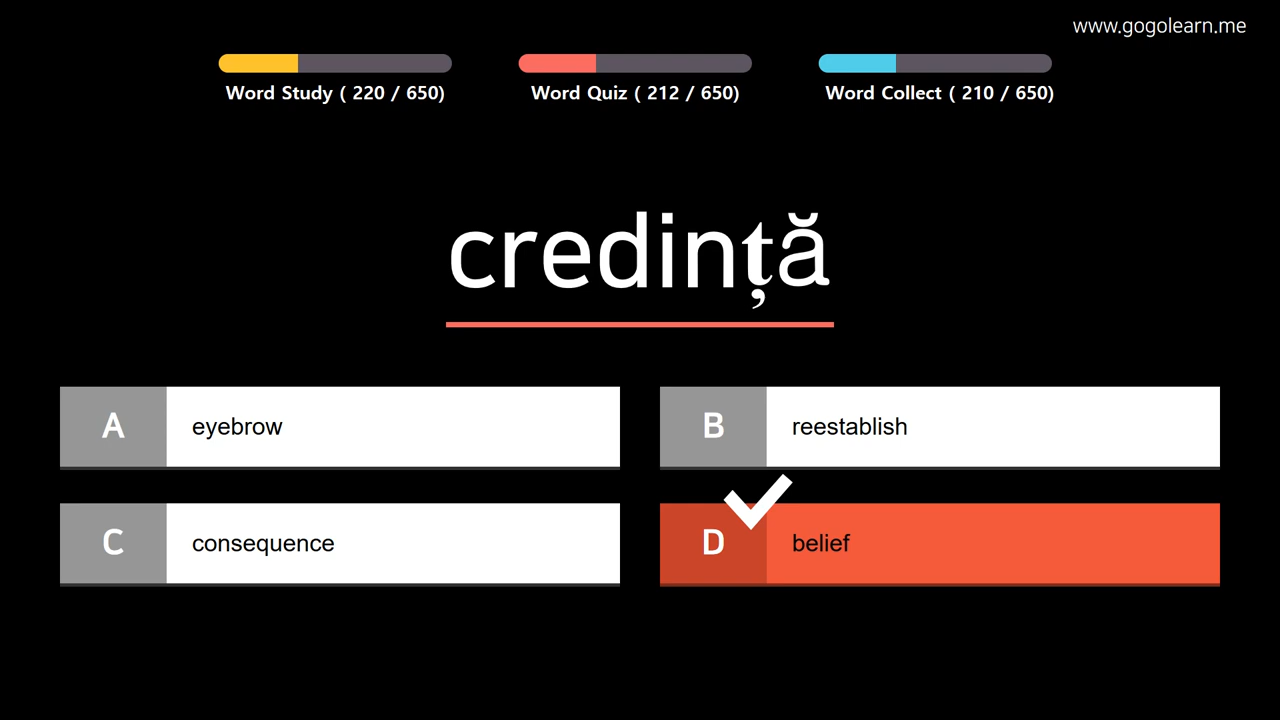 www.gogolearn.me
Word Study ( 220 / 650)
Word Quiz ( 212 / 650)
Word Collect ( 210 / 650)
credință
A eyebrow
B reestablish
C consequence
D belief